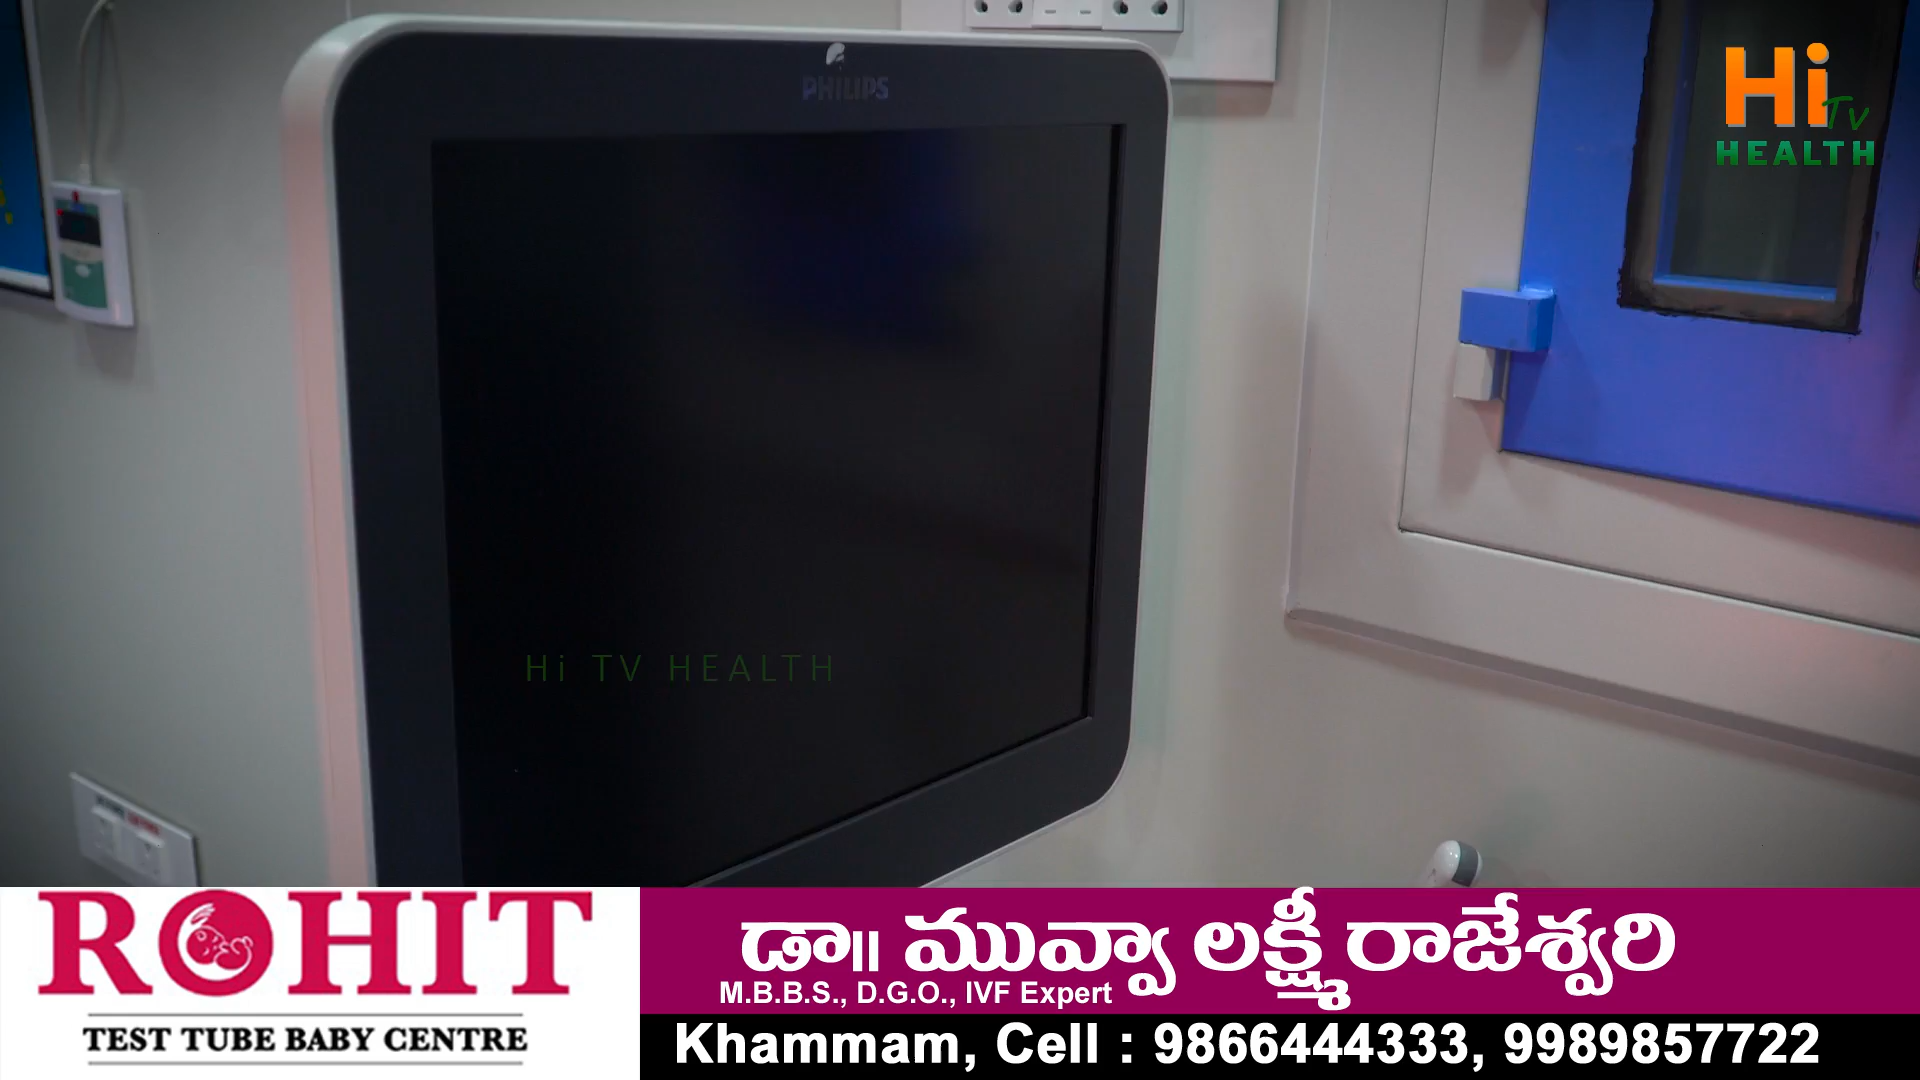 PHILIPS
Hi TV
HEALTH
Hi TV HEALTH
ROHIT
TEST TUBE BABY CENTRE
డా॥ మువ్వా లక్ష్మీ రాజేశ్వరి
M.B.B.S., D.G.O., IVF Expert
Khammam, Cell : 9866444333, 9989857722